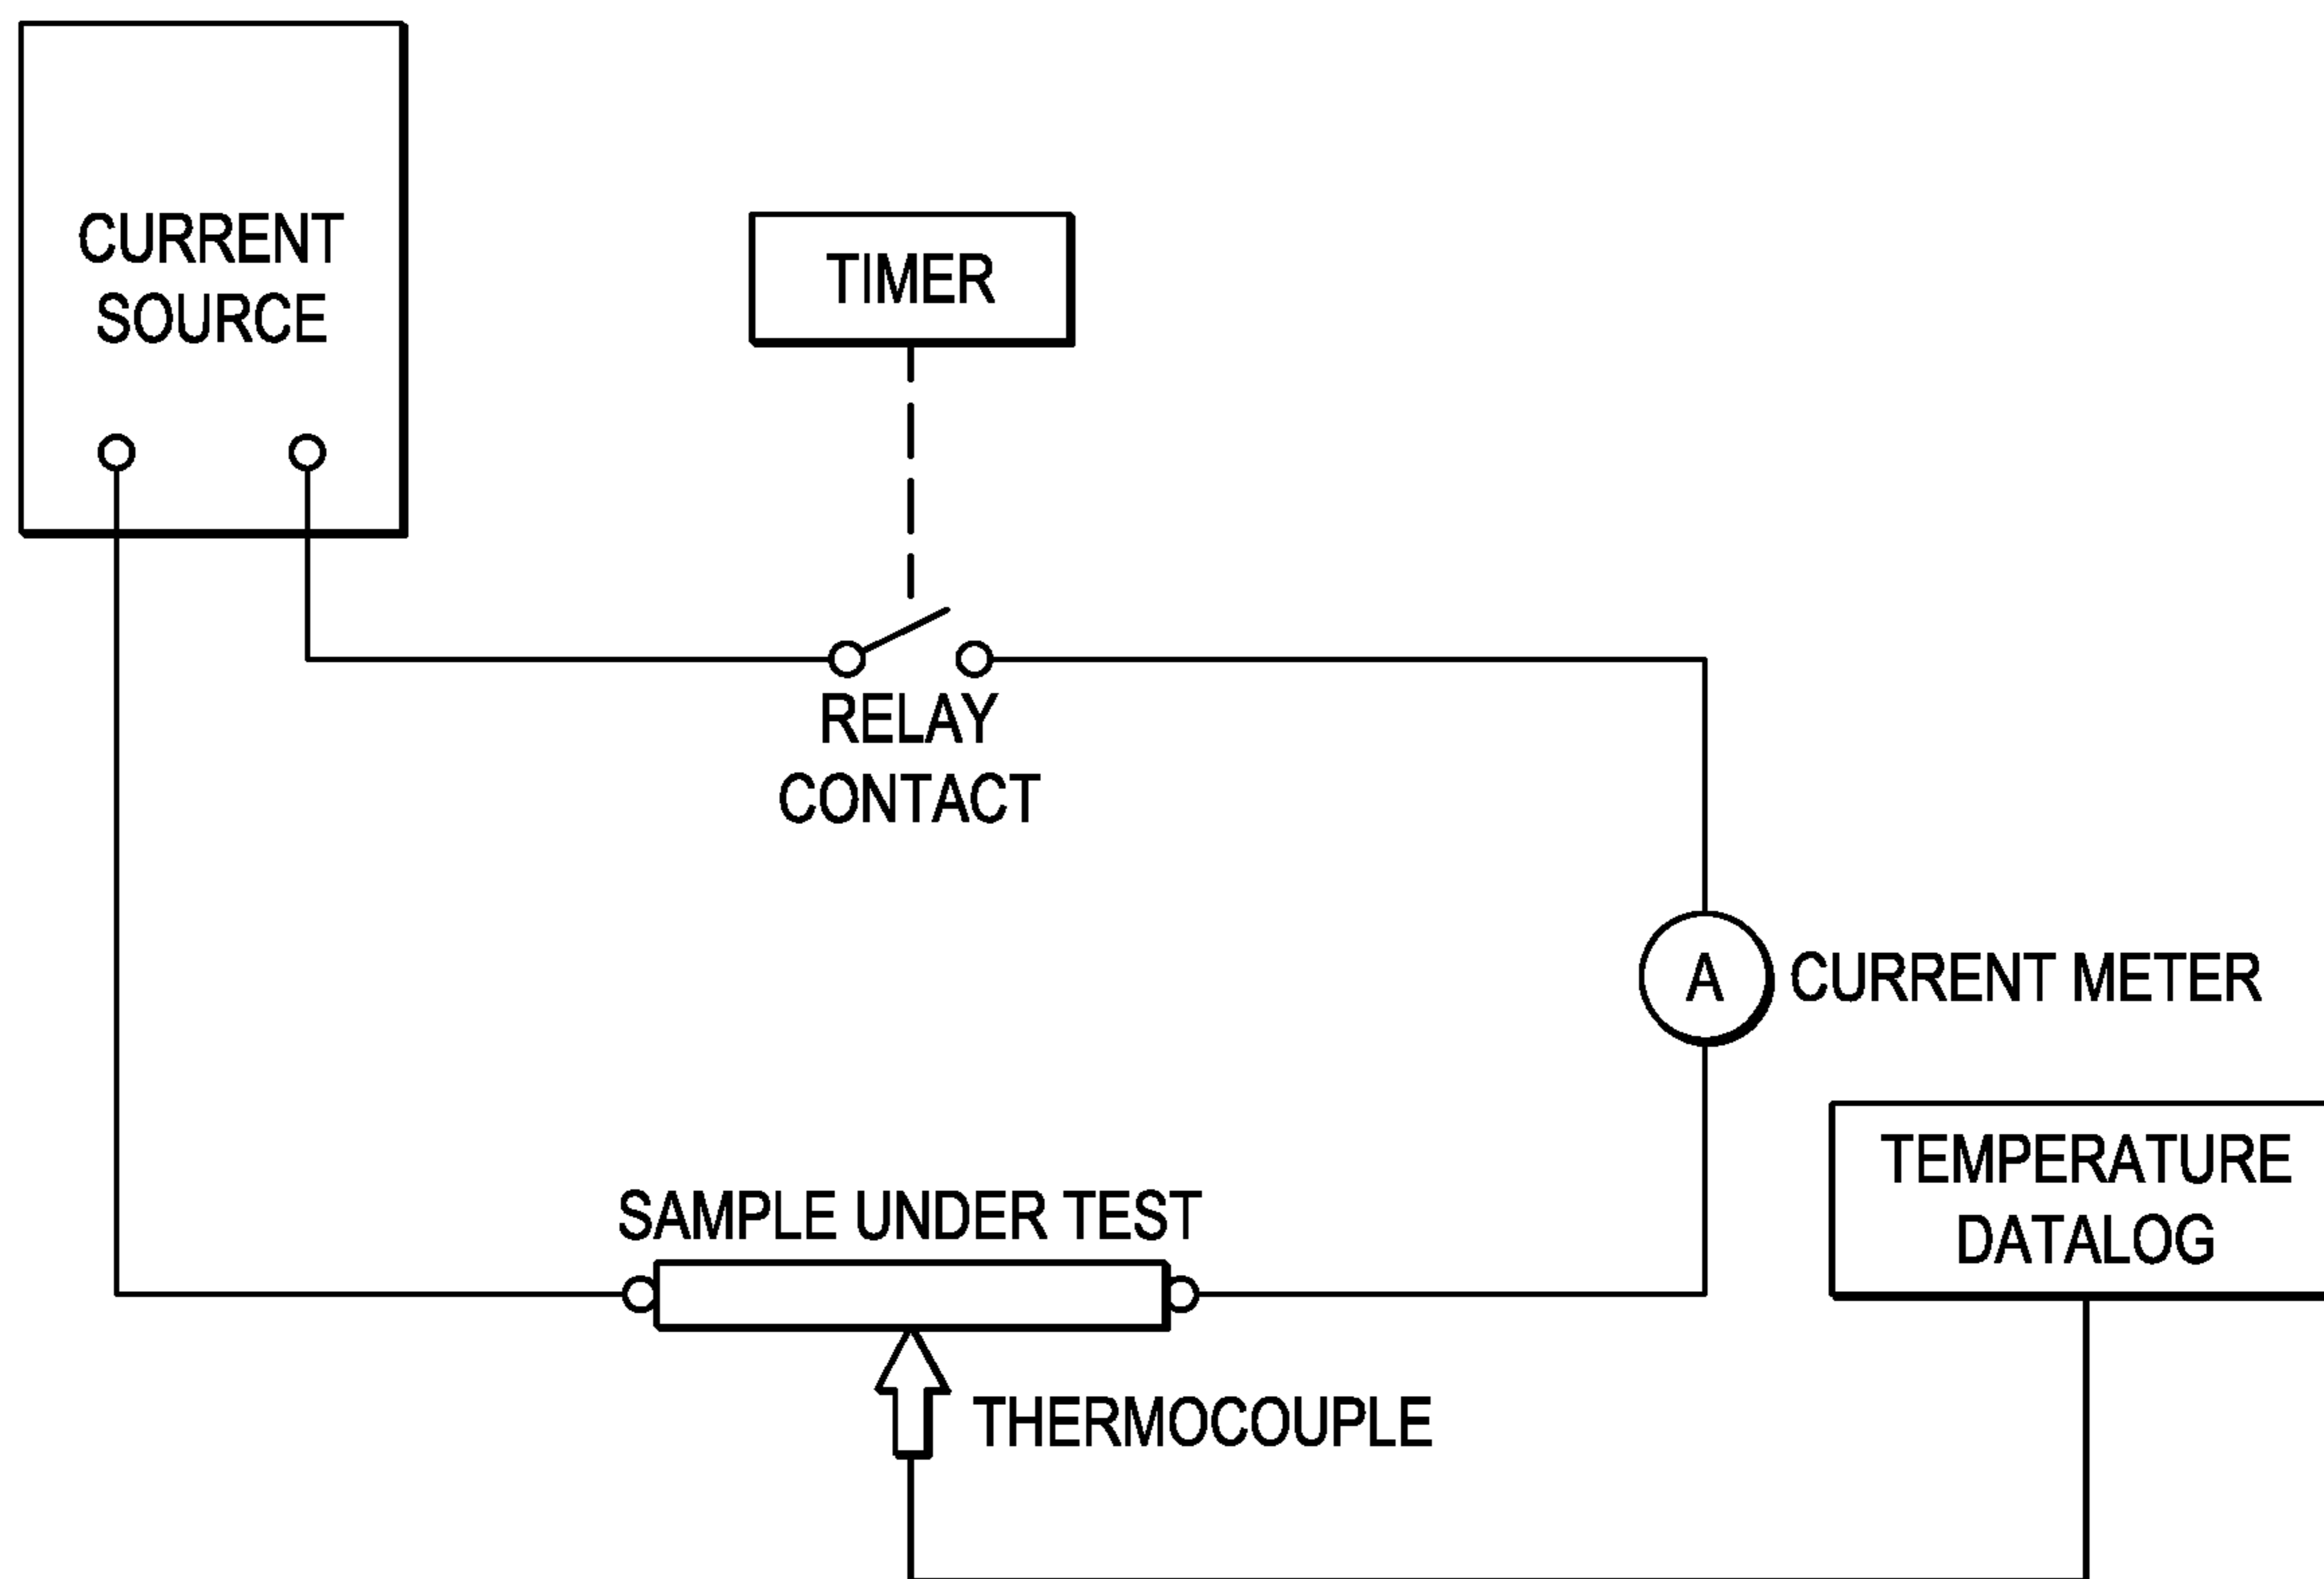 CURRENT
SOURCE
TIMER
RELAY
CONTACT
A
CURRENT METER
TEMPERATURE
DATALOG
SAMPLE UNDER TEST
THERMOCOUPLE